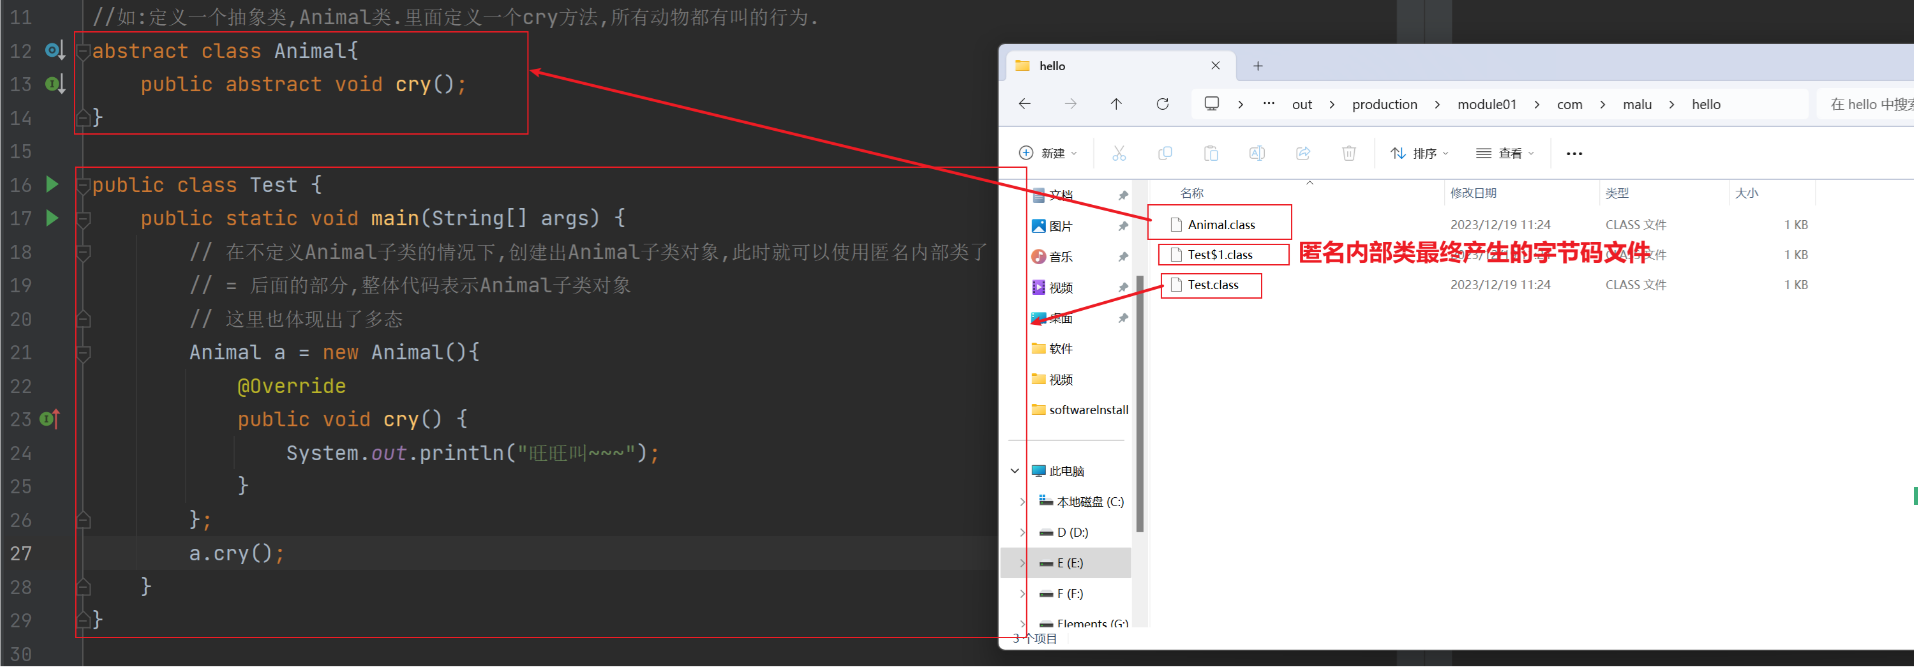 11 //如:定义一个抽象类,Animal类.里面定义一个cry方法,所有动物都有叫的行为.
12 abstract class Animal{
13 public abstract void cry();
14 }
15
16 public class Test {
17 public static void main(String[] args) {
18 // 在不定义Animal子类的情况下,创建出Animal子类对象,此时就可以使用匿名内部类了
19 // = 后面的部分,整体代码表示Animal子类对象
20 // 这里也体现出了多态
21 Animal a = new Animal(){
22 @Override
23 public void cry() {
24 System.out.println("旺旺叫~~~");
25 }
26 };
27 a.cry();
28 }
29 }
30
hello
out > production > module01 > com > malu > hello
在 hello 中搜索
新建
排序
查看
文档
图片
音乐
视频
桌面
软件
视频
softwareInstall
此电脑
本地磁盘 (C:)
D (D:)
E (E:)
F (F:)
Elements (G:)
3 个项目
名称 修改日期 类型 大小
Animal.class 2023/12/19 11:24 CLASS 文件 1 KB
Test$1.class 2023/12/19 11:24 CLASS 文件 1 KB
匿名内部类最终产生的字节码文件
Test.class 2023/12/19 11:24 CLASS 文件 1 KB